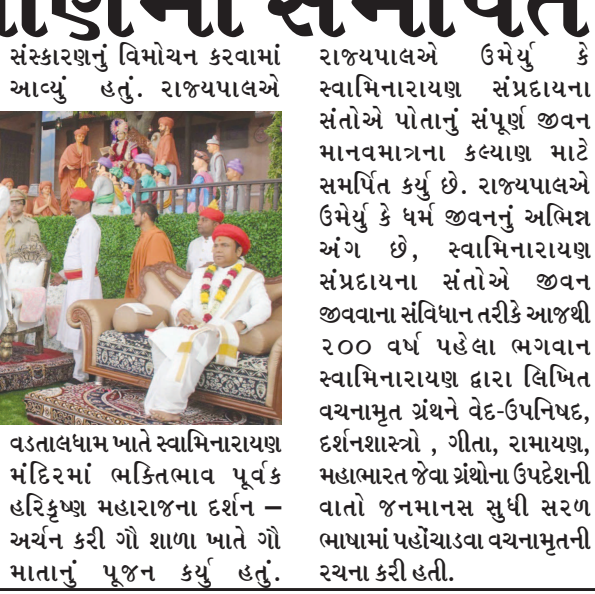 સમર્પિત
સંસ્કારણનું વિમોચન કરવામાં
આવ્યું હતું. રાજયપાલએ
વડતાલધામ ખાતે સ્વામિનારાયણ
મંદિરમાં ભક્તિભાવ પૂર્વક
હરિકૃષ્ણ મહારાજના દર્શન –
અર્ચન કરી ગૌ શાળા ખાતે ગૌ
માતાનું પૂજન કર્યુ હતું.
રાજ્યપાલએ ઉમેર્યુ કે
સ્વામિનારાયણ સંપ્રદાયના
સંતોએ પોતાનું સંપૂર્ણ જીવન
માનવમાત્રના કલ્યાણ માટે
સમર્પિત કર્યુ છે. રાજ્યપાલએ
ઉમેર્યુ કે ધર્મ જીવનનું અભિન્ન
અંગ છે, સ્વામિનારાયણ
સંપ્રદાયના સંતોએ જીવન
જીવવાના સંવિધાન તરીકે આજથી
૨૦૦ વર્ષ પહેલા ભગવાન
સ્વામિનારાયણ દ્વારા લિખિત
વચનામૃત ગ્રંથને વેદ-ઉપનિષદ,
દર્શનશાસ્ત્રો , ગીતા, રામાયણ,
મહાભારત જેવા ગ્રંથોના ઉપદેશની
વાતો જનમાનસ સુધી સરળ
ભાષામાં પહોંચાડવા વચનામૃતની
રચના કરી હતી.